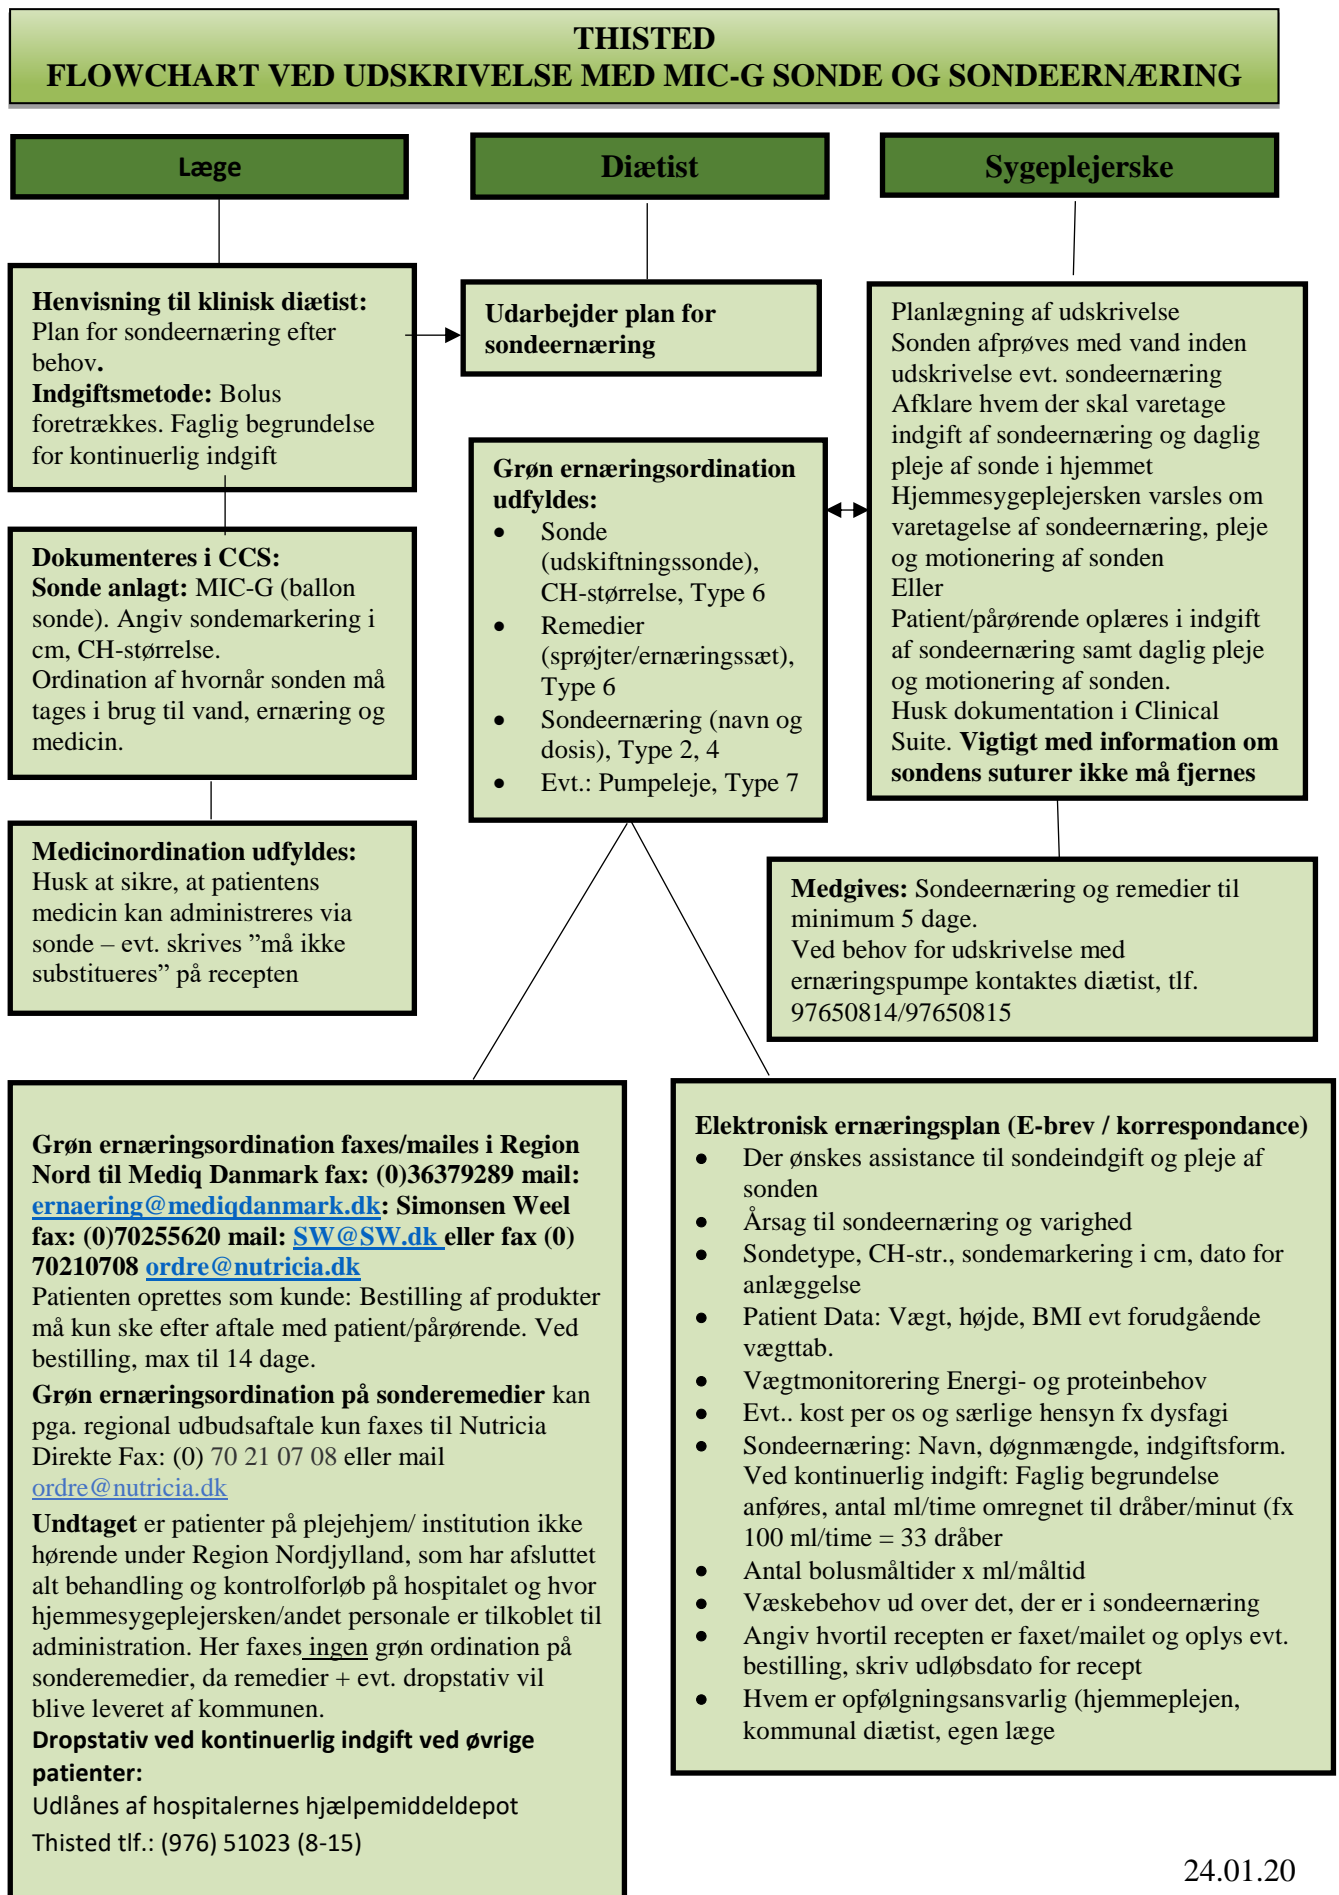 THISTED
FLOWCHART VED UDSKRIVELSE MED MIC-G SONDE OG SONDEERNÆRING
Læge
Diætist
Sygeplejerske
Henvisning til klinisk diætist:
Plan for sondeernæring efter
behov.
Indgiftsmetode: Bolus
foretrækkes. Faglig begrundelse
for kontinuerlig indgift
Udarbejder plan for
sondeernæring
Planlægning af udskrivelse
Sonden afprøves med vand inden
udskrivelse evt. sondeernæring
Afklare hvem der skal varetage
indgift af sondeernæring og daglig
pleje af sonde i hjemmet
Hjemmesygeplejersken varsles om
varetagelse af sondeernæring, pleje
og motionering af sonden
Eller
Patient/pårørende oplæres i indgift
af sondeernæring samt daglig pleje
og motionering af sonden.
Husk dokumentation i Clinical
Suite. Vigtigt med information om
sondens suturer ikke må fjernes
Grøn ernæringsordination
udfyldes:
• Sonde
(udskiftningssonde),
CH-størrelse, Type 6
• Remedier
(sprøjter/ernæringssæt),
Type 6
• Sondeernæring (navn og
dosis), Type 2, 4
• Evt.: Pumpeleje, Type 7
Dokumenteres i CCS:
Sonde anlagt: MIC-G (ballon
sonde). Angiv sondemarkering i
cm, CH-størrelse.
Ordination af hvornår sonden må
tages i brug til vand, ernæring og
medicin.
Medicinordination udfyldes:
Husk at sikre, at patientens
medicin kan administreres via
sonde – evt. skrives ”må ikke
substitueres” på recepten
Medgives: Sondeernæring og remedier til
minimum 5 dage.
Ved behov for udskrivelse med
ernæringspumpe kontaktes diætist, tlf.
97650814/97650815
Grøn ernæringsordination faxes/mailes i Region
Nord til Mediq Danmark fax: (0)36379289 mail:
ernaering@mediqdanmark.dk: Simonsen Weel
fax: (0)70255620 mail: SW@SW.dk eller fax (0)
70210708 ordre@nutricia.dk
Patienten oprettes som kunde: Bestilling af produkter
må kun ske efter aftale med patient/pårørende. Ved
bestilling, max til 14 dage.
Grøn ernæringsordination på sonderemedier kan
pga. regional udbudsaftale kun faxes til Nutricia
Direkte Fax: (0) 70 21 07 08 eller mail
ordre@nutricia.dk
Undtaget er patienter på plejehjem/ institution ikke
hørende under Region Nordjylland, som har afsluttet
alt behandling og kontrolforløb på hospitalet og hvor
hjemmesygeplejersken/andet personale er tilkoblet til
administration. Her faxes ingen grøn ordination på
sonderemedier, da remedier + evt. dropstativ vil
blive leveret af kommunen.
Dropstativ ved kontinuerlig indgift ved øvrige
patienter:
Udlånes af hospitalernes hjælpemiddeldepot
Thisted tlf.: (976) 51023 (8-15)
Elektronisk ernæringsplan (E-brev / korrespondance)
• Der ønskes assistance til sondeindgift og pleje af
sonden
• Årsag til sondeernæring og varighed
• Sondetype, CH-str., sondemarkering i cm, dato for
anlæggelse
• Patient Data: Vægt, højde, BMI evt forudgående
vægttab.
• Vægtmonitorering Energi- og proteinbehov
• Evt.. kost per os og særlige hensyn fx dysfagi
• Sondeernæring: Navn, døgnmængde, indgiftsform.
Ved kontinuerlig indgift: Faglig begrundelse
anføres, antal ml/time omregnet til dråber/minut (fx
100 ml/time = 33 dråber
• Antal bolusmåltider x ml/måltid
• Væskebehov ud over det, der er i sondeernæring
• Angiv hvortil recepten er faxet/mailet og oplys evt.
bestilling, skriv udløbsdato for recept
• Hvem er opfølgningsansvarlig (hjemmeplejen,
kommunal diætist, egen læge
24.01.20